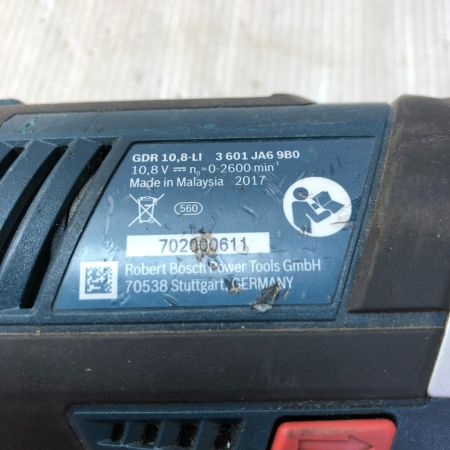 GDR 10,8-LI 3 601 JA6 9B0
10,8 V ⎓ n₀=0-2600 min⁻¹
Made in Malaysia 2017
560
702000611
Robert Bosch Power Tools GmbH
70538 Stuttgart, GERMANY